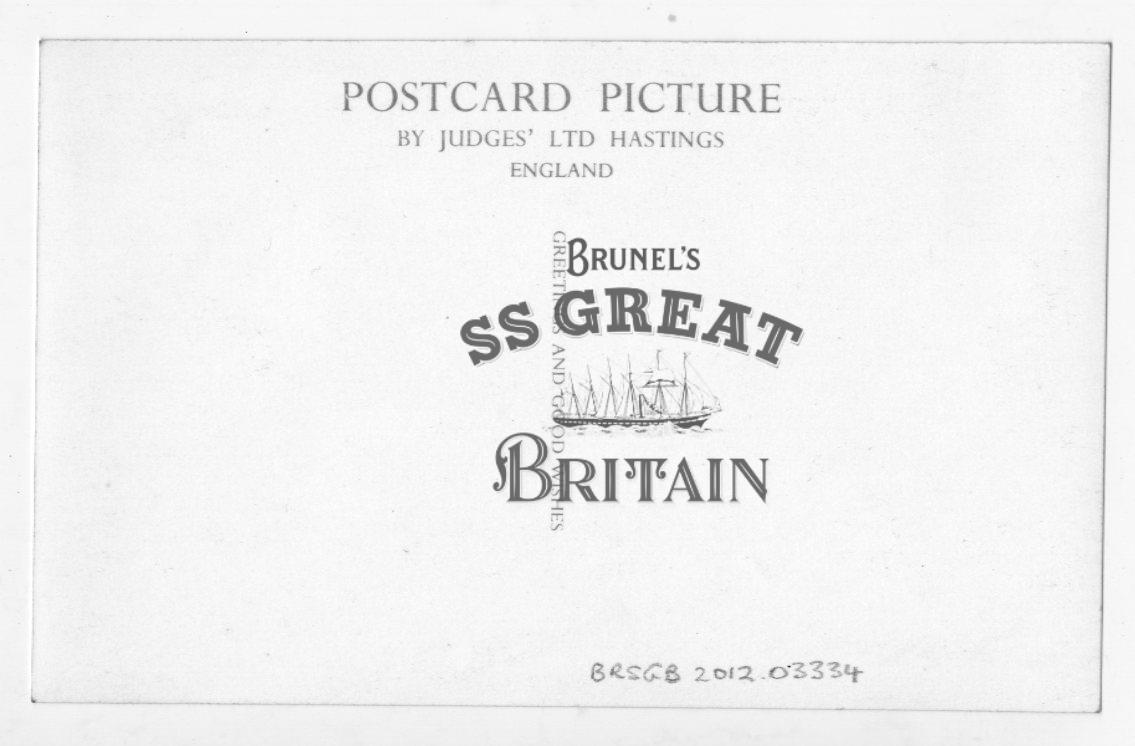 POSTCARD PICTURE
BY JUDGES' LTD HASTINGS
ENGLAND
GREETINGS AND GOOD WISHES
BRUNEL'S
SS GREAT
BRITAIN
BRSGB 2012.03334